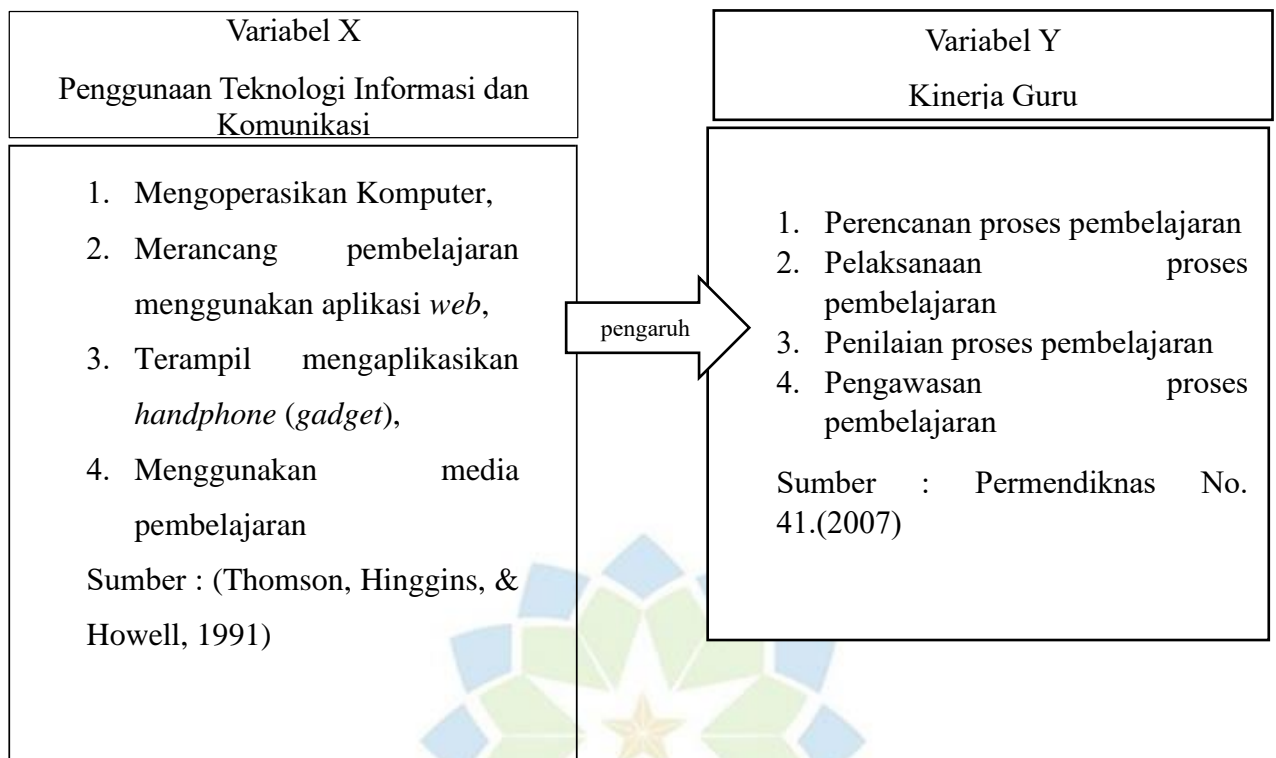 Variabel X
Penggunaan Teknologi Informasi dan
Komunikasi
1. Mengoperasikan Komputer,
2. Merancang pembelajaran
menggunakan aplikasi web,
3. Terampil mengaplikasikan
handphone (gadget),
4. Menggunakan media
pembelajaran
Sumber : (Thomson, Hinggins, &
Howell, 1991)
pengaruh
Variabel Y
Kinerja Guru
1. Perencanan proses pembelajaran
2. Pelaksanaan proses
pembelajaran
3. Penilaian proses pembelajaran
4. Pengawasan proses
pembelajaran
Sumber : Permendiknas No.
41.(2007)